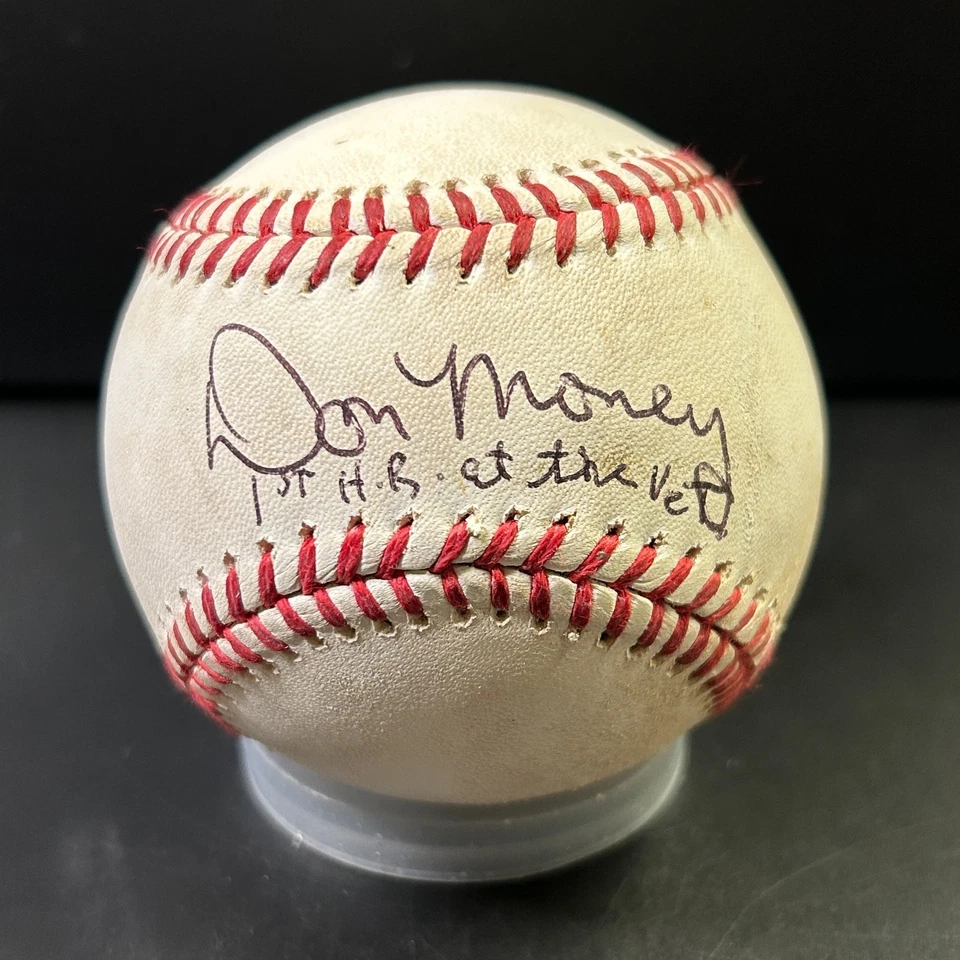 Don Money
1ST H.R. at the Vet